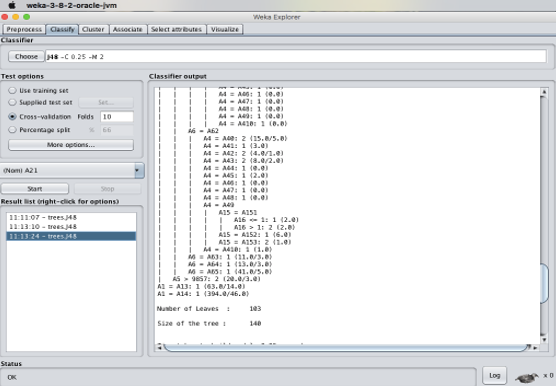 weka-3-8-2-oracle-jvm
Weka Explorer
Preprocess Classify Cluster Associate Select attributes Visualize
Classifier
Choose J48 -C 0.25 -M 2
Test options
Use training set
Supplied test set Set...
Cross-validation Folds 10
Percentage split % 66
More options...
(Nom) A21
Start Stop
Result list (right-click for options)
11:11:07 - trees.J48
11:13:10 - trees.J48
11:13:24 - trees.J48
Classifier output
| | | | A4 = A46: 1 (0.0)
| | | | A4 = A47: 1 (0.0)
| | | | A4 = A48: 1 (0.0)
| | | | A4 = A49: 1 (0.0)
| | | | A4 = A410: 1 (0.0)
| | | A6 = A62
| | | | A4 = A40: 2 (15.0/5.0)
| | | | A4 = A41: 1 (3.0)
| | | | A4 = A42: 2 (4.0/1.0)
| | | | A4 = A43: 2 (8.0/2.0)
| | | | A4 = A44: 1 (0.0)
| | | | A4 = A45: 1 (2.0)
| | | | A4 = A46: 1 (0.0)
| | | | A4 = A47: 1 (0.0)
| | | | A4 = A48: 1 (0.0)
| | | | A4 = A49
| | | | | A15 = A151
| | | | | | A16 <= 1: 1 (2.0)
| | | | | | A16 > 1: 2 (2.0)
| | | | | A15 = A152: 1 (6.0)
| | | | | A15 = A153: 2 (1.0)
| | | | A4 = A410: 1 (1.0)
| | | A6 = A63: 1 (11.0/3.0)
| | | A6 = A64: 1 (13.0/3.0)
| | | A6 = A65: 1 (41.0/5.0)
| | A5 > 9857: 2 (20.0/3.0)
A1 = A13: 1 (63.0/14.0)
A1 = A14: 1 (394.0/46.0)
Number of Leaves : 103
Size of the tree : 140
Status
OK
Log x 0